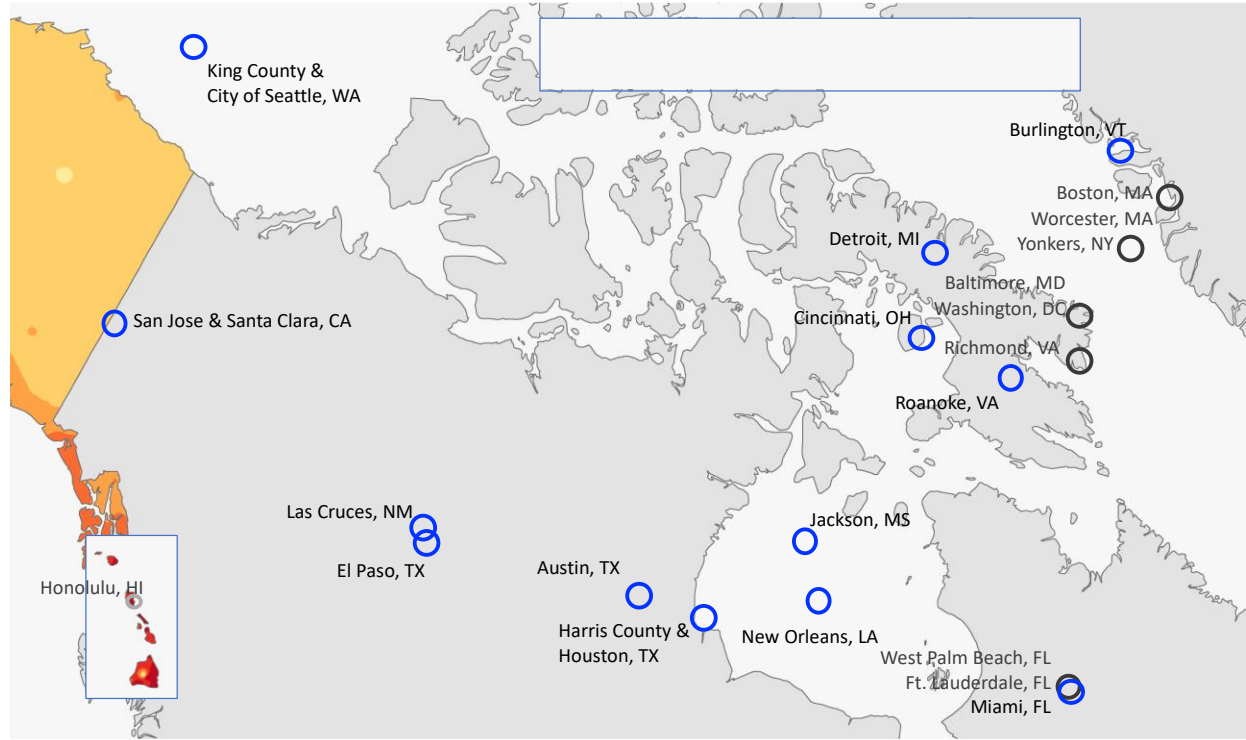 King County &
City of Seattle, WA
Burlington, VT
Boston, MA
Worcester, MA
Yonkers, NY
Detroit, MI
Baltimore, MD
Washington, DC
San Jose & Santa Clara, CA
Cincinnati, OH
Richmond, VA
Roanoke, VA
Las Cruces, NM
Jackson, MS
El Paso, TX
Austin, TX
Honolulu, HI
Harris County &
Houston, TX
New Orleans, LA
West Palm Beach, FL
Ft. Lauderdale, FL
Miami, FL